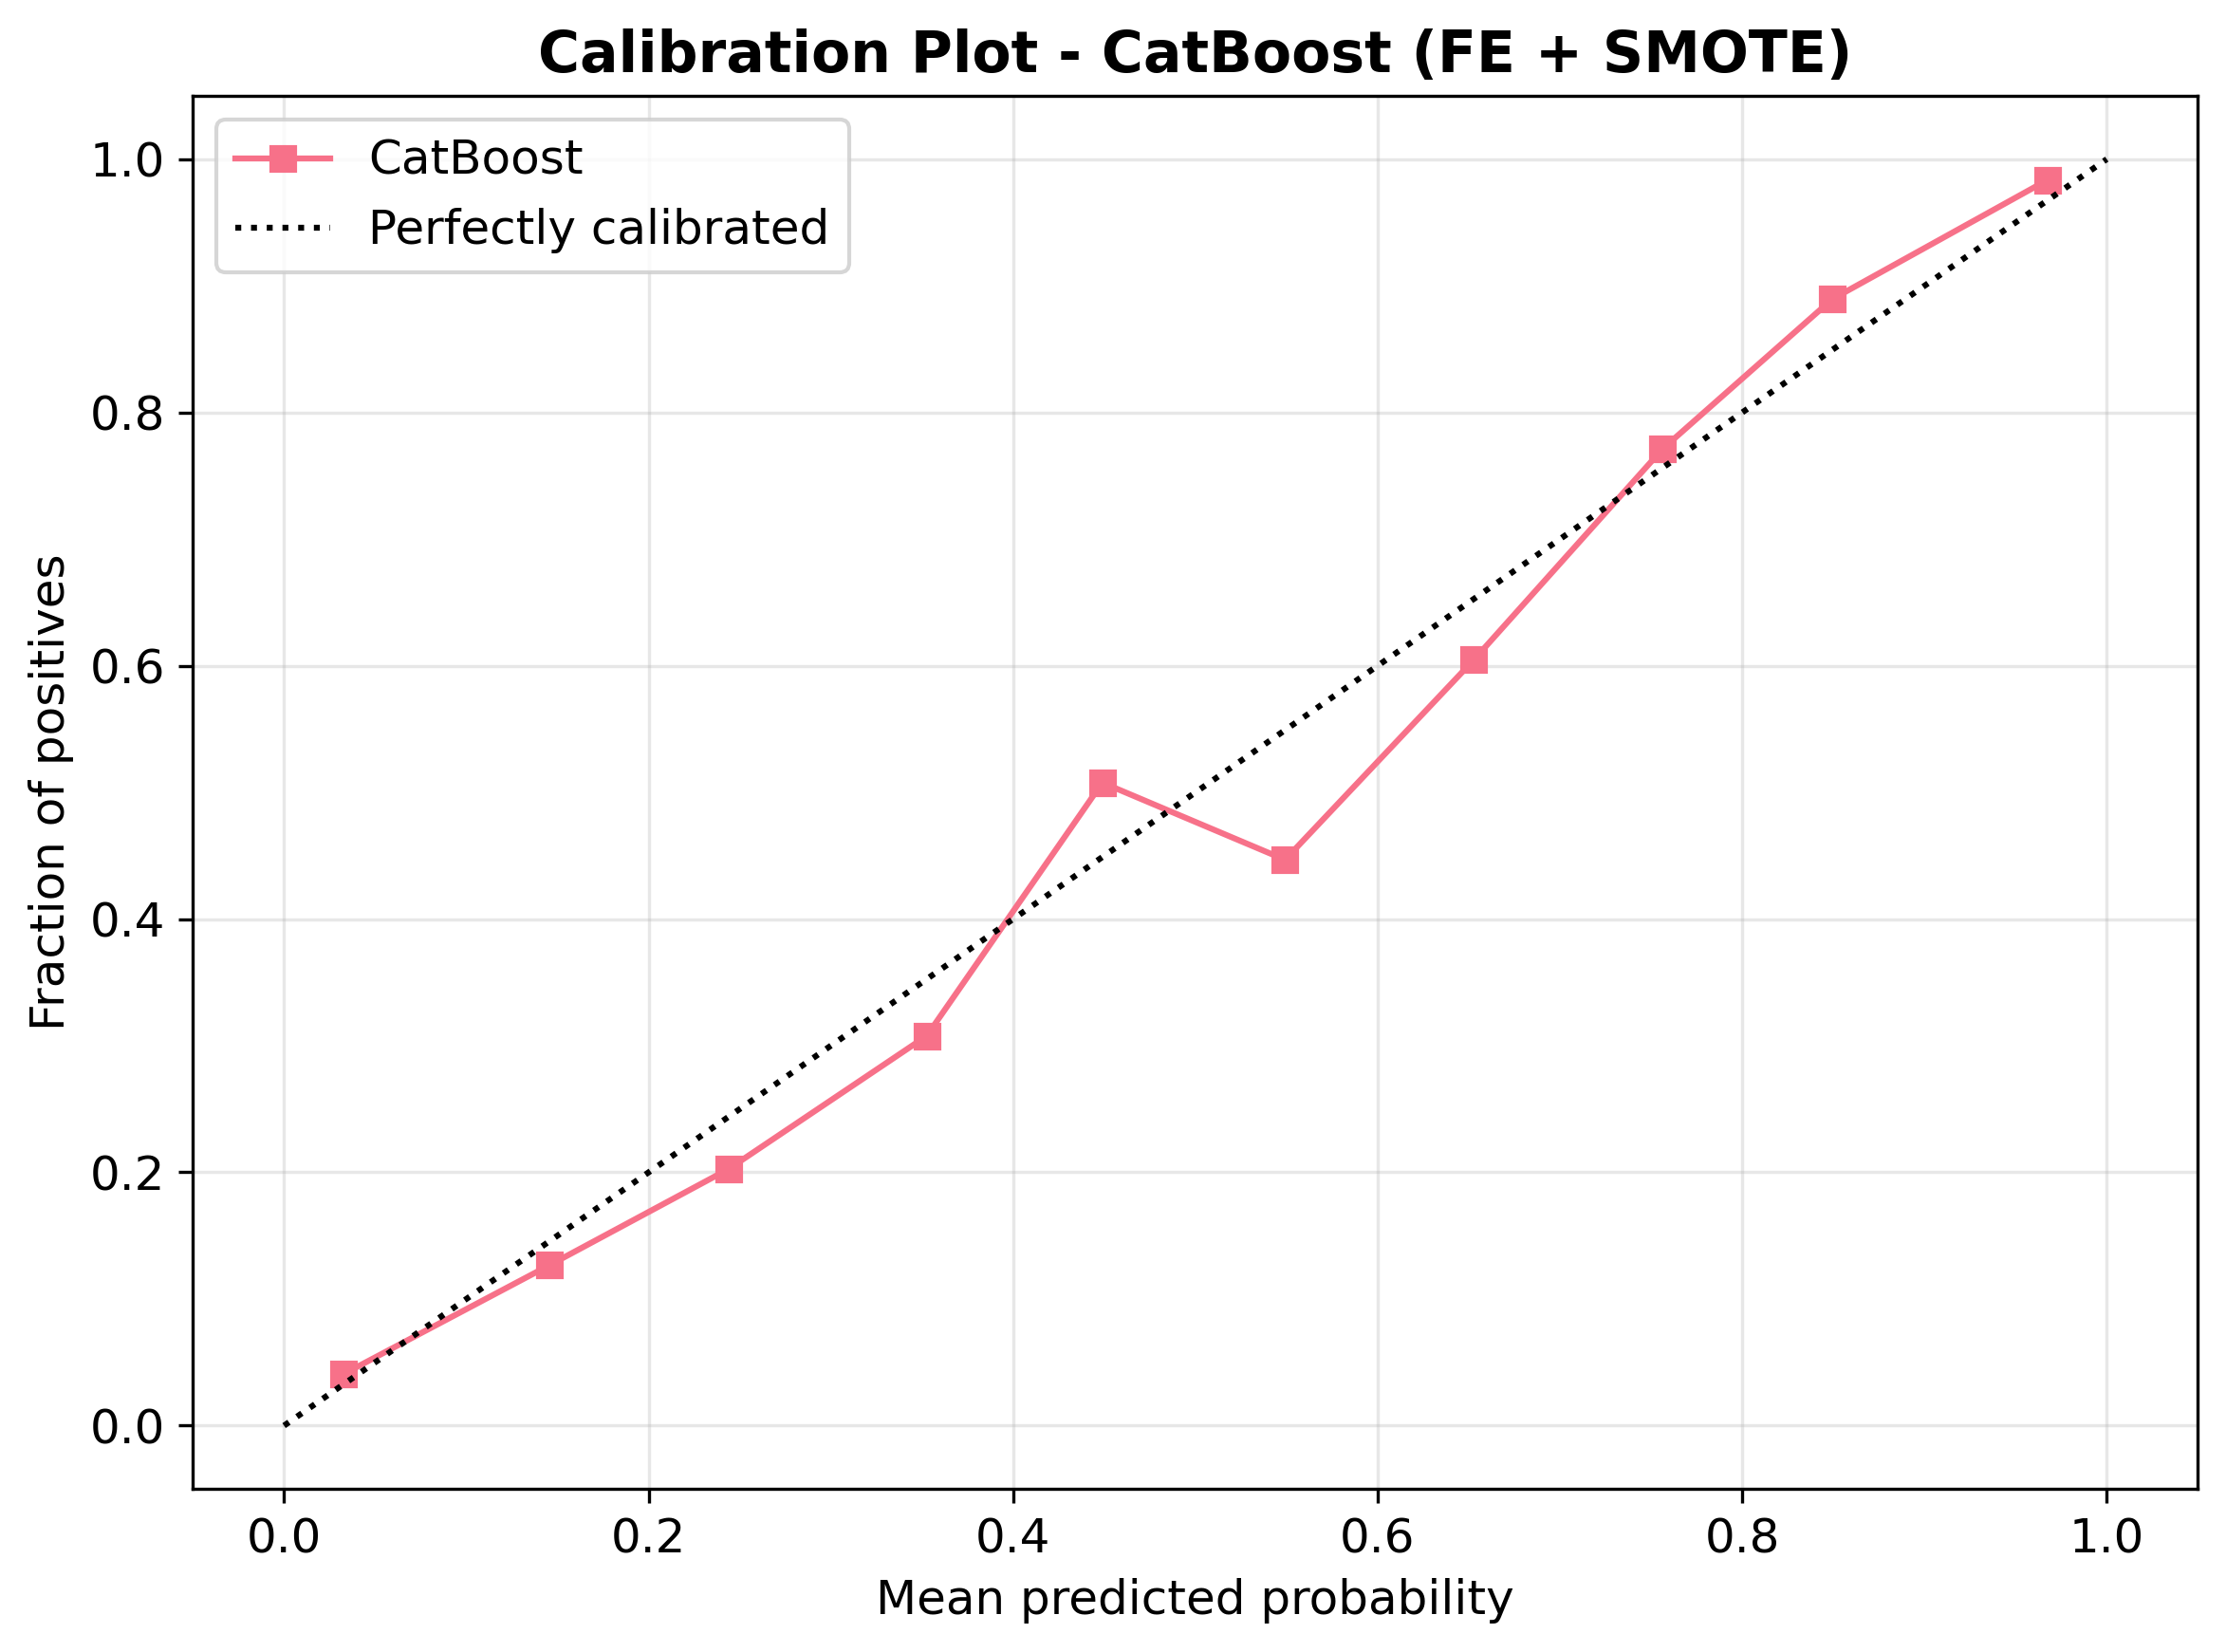 Calibration Plot - CatBoost (FE + SMOTE)
CatBoost
Perfectly calibrated
1.0
0.8
0.6
0.4
0.2
0.0
Fraction of positives
0.0 0.2 0.4 0.6 0.8 1.0
Mean predicted probability